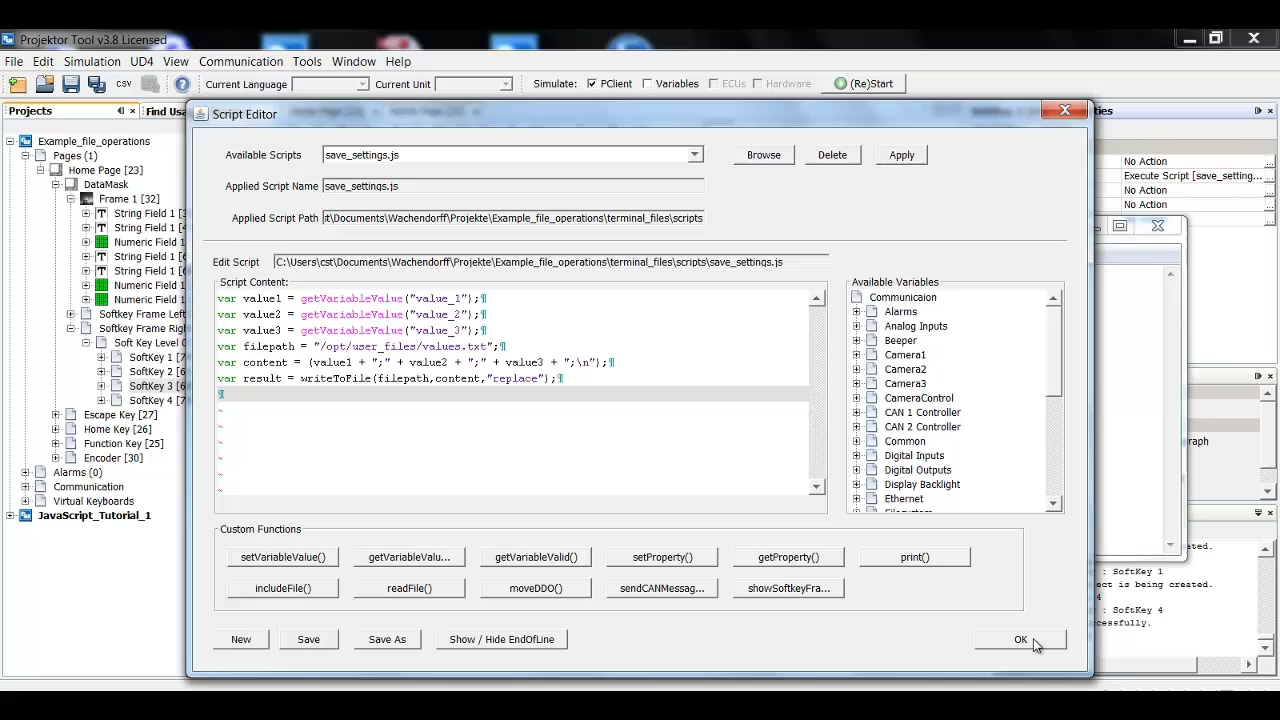 Projektor Tool v3.8 Licensed
File Edit Simulation UD4 View Communication Tools Window Help
CSV Current Language Current Unit Simulate: PClient Variables ECUs Hardware (Re)Start
Projects
Example_file_operations
Pages (1)
Home Page [23]
DataMask
Frame 1 [32]
String Field 1
String Field 1
Numeric Field 1
String Field 1
String Field 1
Numeric Field 1
Numeric Field 1
Softkey Frame Left
Softkey Frame
Soft Key Level
SoftKey 1
SoftKey 2
SoftKey 3
SoftKey 4
Escape Key [27]
Home Key [26]
Function Key [25]
Encoder [30]
Alarms (0)
Communication
Virtual Keyboards
JavaScript_Tutorial_1
Script Editor
Available Scripts save_settings.js Browse Delete Apply
Applied Script Name save_settings.js
Applied Script Path \Documents\Wachendorff\Projekte\Example_file_operations\terminal_files\scripts
Edit Script C:\Users\cst\Documents\Wachendorff\Projekte\Example_file_operations\terminal_files\scripts\save_settings.js
Script Content:
var value1 = getVariableValue("value_1");¶
var value2 = getVariableValue("value_2");¶
var value3 = getVariableValue("value_3");¶
var filepath = "/opt/user_files/values.txt";¶
var content = (value1 + ";" + value2 + ";" + value3 + ";\n");¶
var result = writeToFile(filepath,content,"replace");¶
¶
~
~
~
~
~
~
Available Variables
Communicaion
Alarms
Analog Inputs
Beeper
Camera1
Camera2
Camera3
CameraControl
CAN 1 Controller
CAN 2 Controller
Common
Digital Inputs
Digital Outputs
Display Backlight
Ethernet
Custom Functions
setVariableValue() getVariableValu... getVariableValid() setProperty() getProperty() print()
includeFile() readFile() moveDDO() sendCANMessag... showSoftkeyFra...
New Save Save As Show / Hide EndOfLine OK
No Action
Execute Script [save_setting...
No Action
No Action
: SoftKey 1
ect is being created.
4
: SoftKey 4